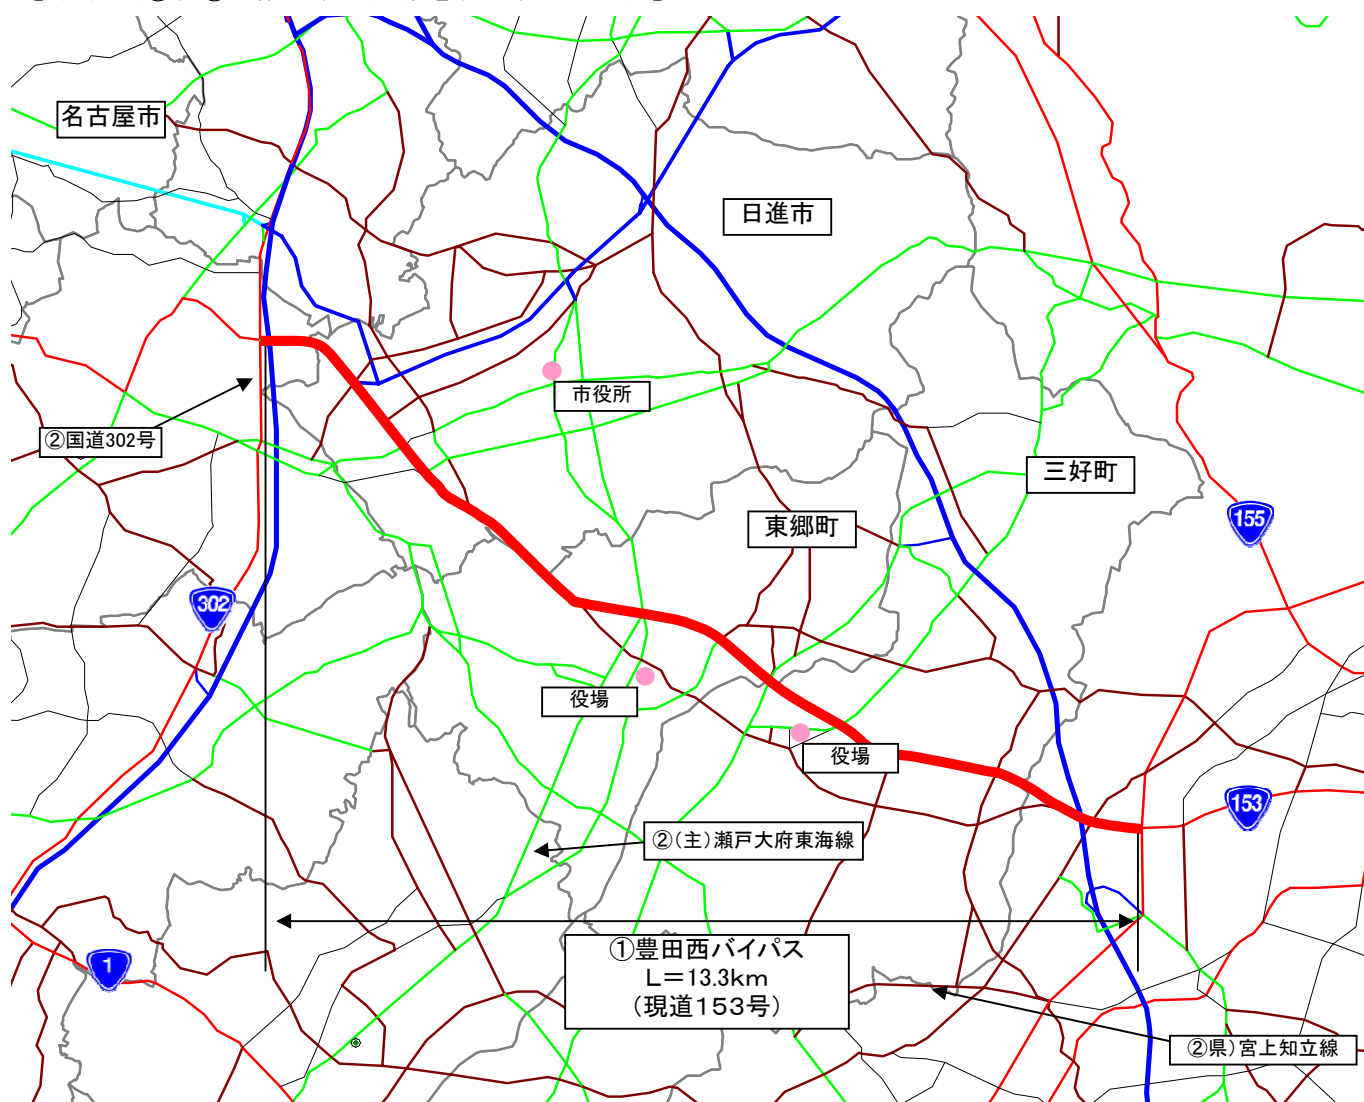 名古屋市
日進市
市役所
②国道302号
三好町
155
東郷町
302
役場
役場
153
②(主)瀬戸大府東海線
①豊田西バイパス
L＝13.3km
(現道153号)
1
②県)宮上知立線